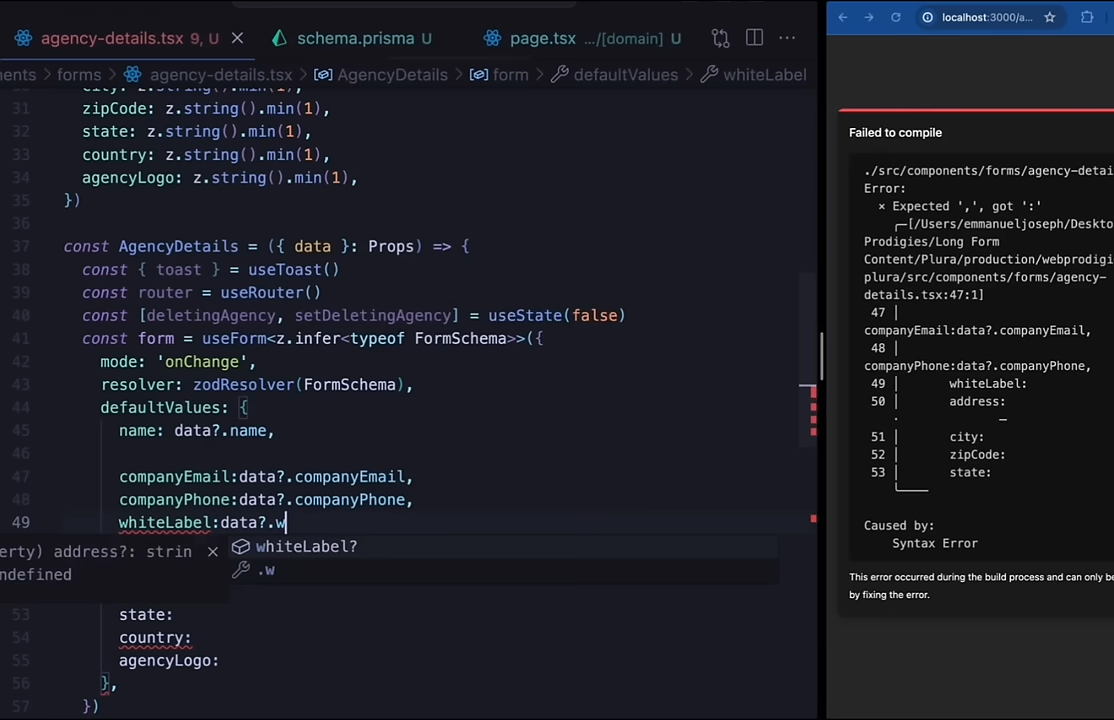 agency-details.tsx 9, U
schema.prisma U
page.tsx .../[domain] U
localhost:3000/a...
nents > forms > agency-details.tsx > AgencyDetails > form > defaultValues > whiteLabel
city: z.string().min(1),
31 zipCode: z.string().min(1),
32 state: z.string().min(1),
33 country: z.string().min(1),
34 agencyLogo: z.string().min(1),
35 })
36
37 const AgencyDetails = ({ data }: Props) => {
38 const { toast } = useToast()
39 const router = useRouter()
40 const [deletingAgency, setDeletingAgency] = useState(false)
41 const form = useForm<z.infer<typeof FormSchema>>({
42 mode: 'onChange',
43 resolver: zodResolver(FormSchema),
44 defaultValues: {
45 name: data?.name,
46
47 companyEmail:data?.companyEmail,
48 companyPhone:data?.companyPhone,
49 whiteLabel:data?.w
whiteLabel?
.w
erty) address?: strin
ndefined
53 state:
54 country:
55 agencyLogo:
56 },
57 })
Failed to compile
./src/components/forms/agency-detai
Error:
× Expected ',', got ':'
╭─[/Users/emmanueljoseph/Deskto
Prodigies/Long Form
Content/Plura/production/webprodigi
plura/src/components/forms/agency-
details.tsx:47:1]
47 │
companyEmail:data?.companyEmail,
48 │
companyPhone:data?.companyPhone,
49 │ whiteLabel:
50 │ address:
· ─
51 │ city:
52 │ zipCode:
53 │ state:
╰────
Caused by:
Syntax Error
This error occurred during the build process and can only be
by fixing the error.